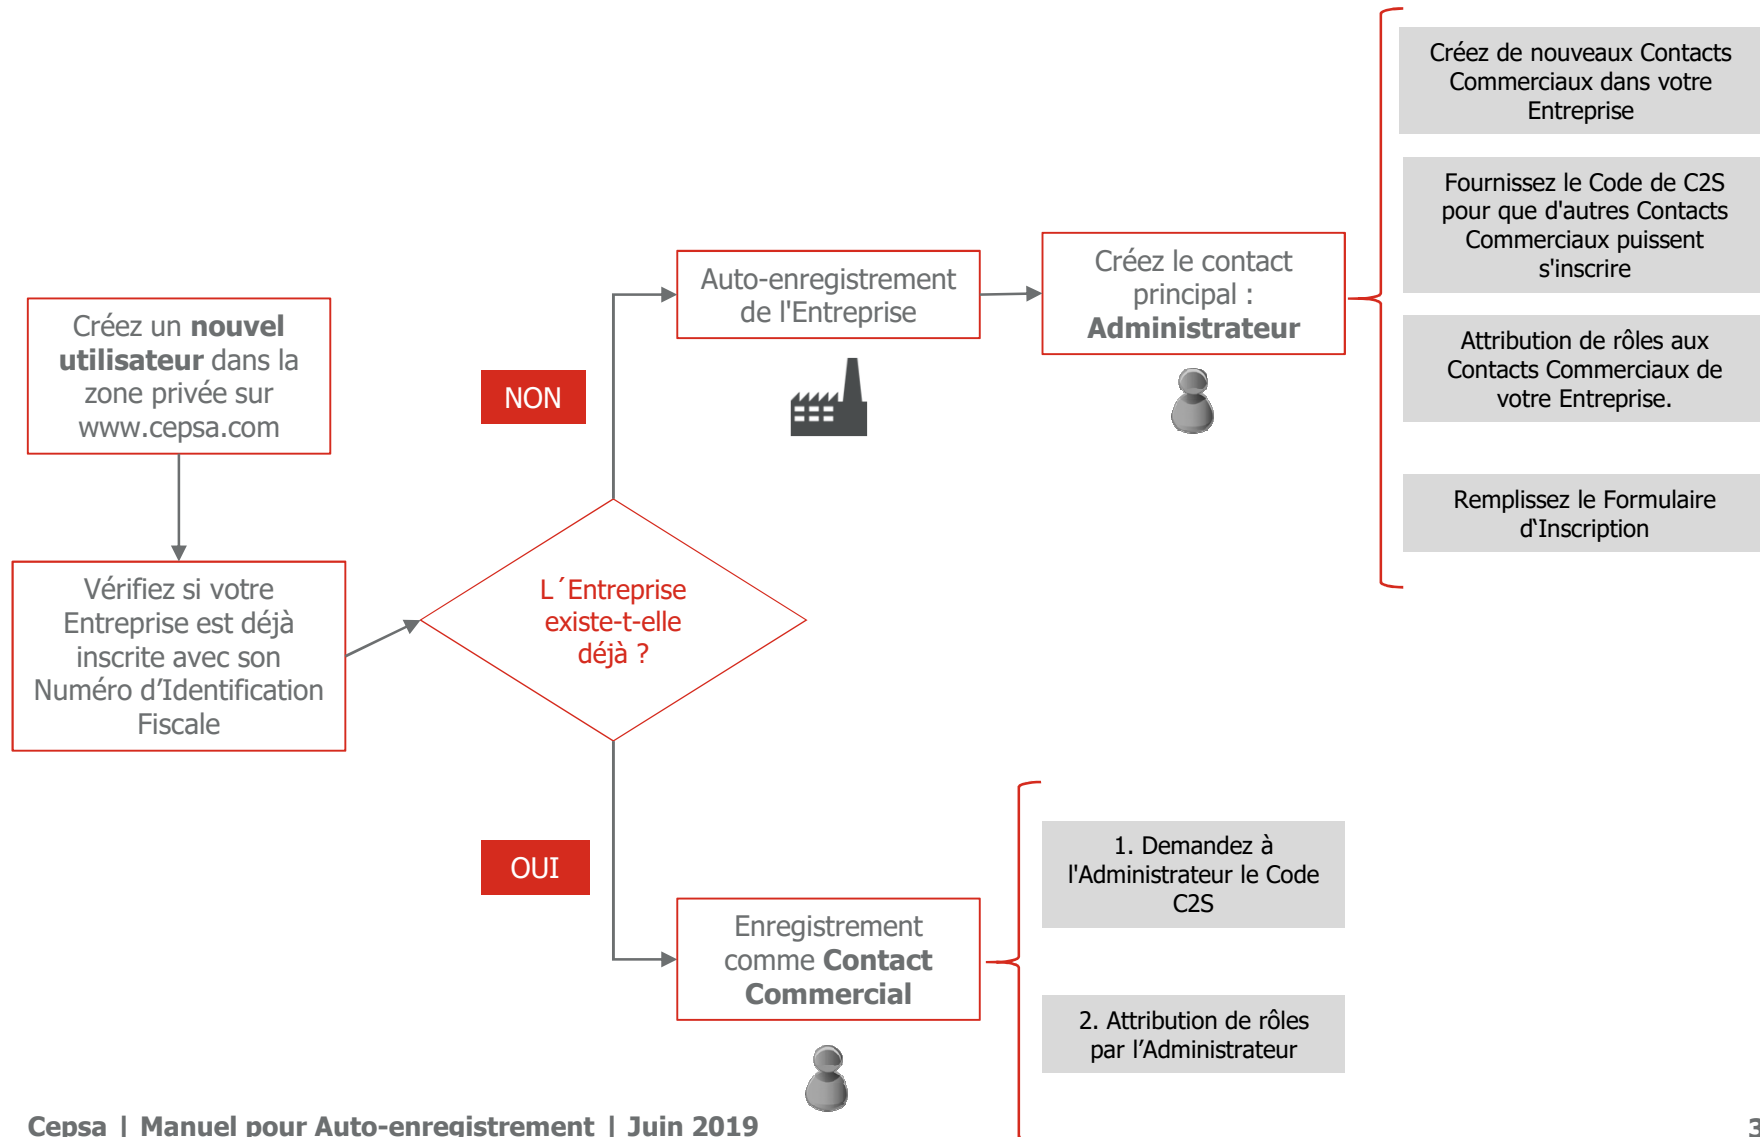 Créez un nouvel
utilisateur dans la
zone privée sur
www.cepsa.com
Vérifiez si votre
Entreprise est déjà
inscrite avec son
Numéro d’Identification
Fiscale
L´Entreprise
existe-t-elle
déjà ?
NON
Auto-enregistrement
de l'Entreprise
Créez le contact
principal :
Administrateur
Créez de nouveaux Contacts
Commerciaux dans votre
Entreprise
Fournissez le Code de C2S
pour que d'autres Contacts
Commerciaux puissent
s'inscrire
Attribution de rôles aux
Contacts Commerciaux de
votre Entreprise.
Remplissez le Formulaire
d‘Inscription
OUI
Enregistrement
comme Contact
Commercial
1. Demandez à
l'Administrateur le Code
C2S
2. Attribution de rôles
par l’Administrateur
Cepsa | Manuel pour Auto-enregistrement | Juin 2019
3